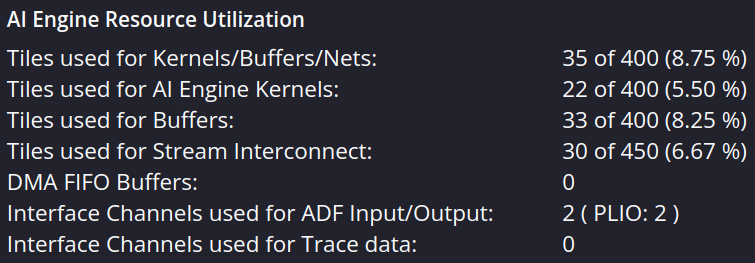 AI Engine Resource Utilization
Tiles used for Kernels/Buffers/Nets: 35 of 400 (8.75 %)
Tiles used for AI Engine Kernels: 22 of 400 (5.50 %)
Tiles used for Buffers: 33 of 400 (8.25 %)
Tiles used for Stream Interconnect: 30 of 450 (6.67 %)
DMA FIFO Buffers: 0
Interface Channels used for ADF Input/Output: 2 ( PLIO: 2 )
Interface Channels used for Trace data: 0